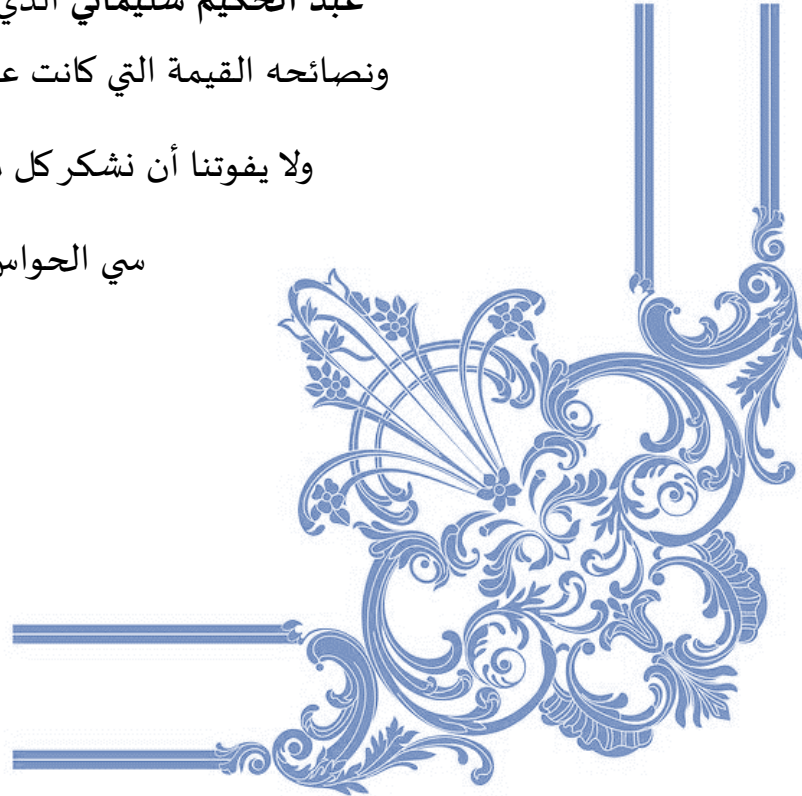 عبد الحكيم سليماني الذي
ونصائحه القيمة التي كانت
ولا يفوتنا أن نشكر كل
سي الحواس